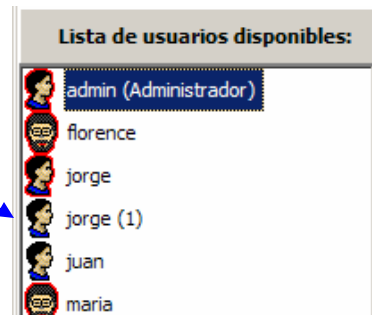 Lista de usuarios disponibles:
admin (Administrador)
florence
jorge
jorge (1)
juan
maria